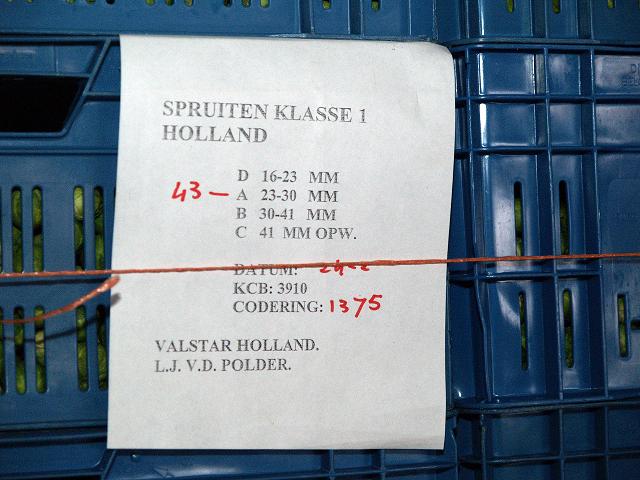 SPRUITEN KLASSE 1
HOLLAND
D 16-23 MM
43 – A 23-30 MM
B 30-41 MM
C 41 MM OPW.
DATUM:
KCB: 3910
CODERING: 1375
VALSTAR HOLLAND.
L.J. V.D. POLDER.